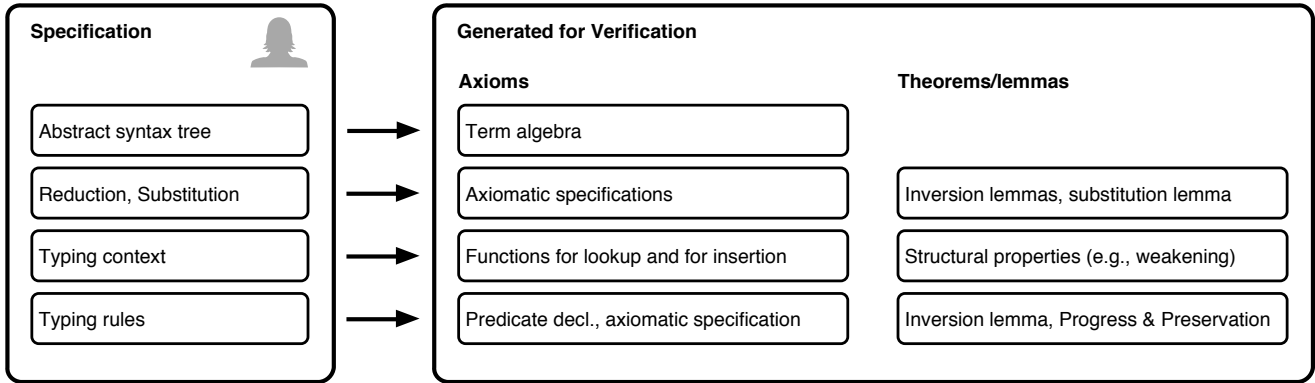 Specification
Abstract syntax tree
Reduction, Substitution
Typing context
Typing rules
Generated for Verification
Axioms
Theorems/lemmas
Term algebra
Axiomatic specifications
Inversion lemmas, substitution lemma
Functions for lookup and for insertion
Structural properties (e.g., weakening)
Predicate decl., axiomatic specification
Inversion lemma, Progress & Preservation